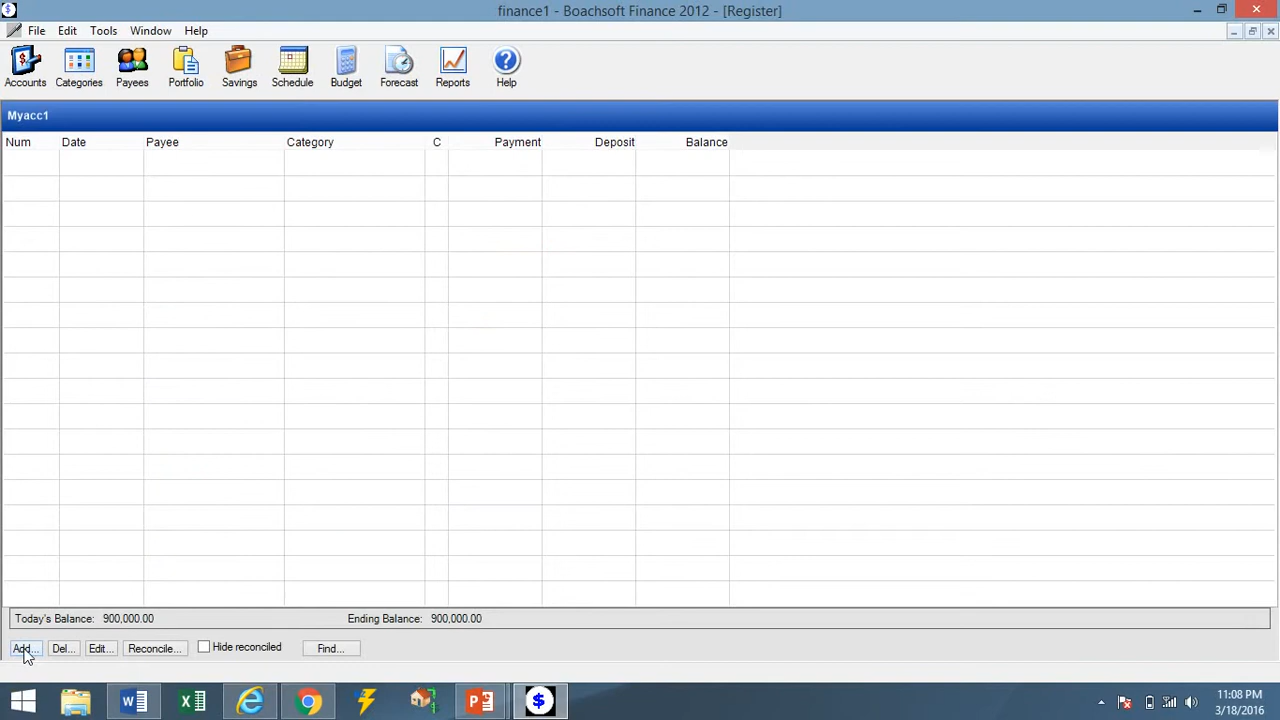 finance1 - Boachsoft Finance 2012 - [Register]
File Edit Tools Window Help
Accounts Categories Payees Portfolio Savings Schedule Budget Forecast Reports Help
Myacc1
Num Date Payee Category C Payment Deposit Balance
Today's Balance: 900,000.00 Ending Balance: 900,000.00
Add... Del... Edit... Reconcile... Hide reconciled Find...
11:08 PM
3/18/2016